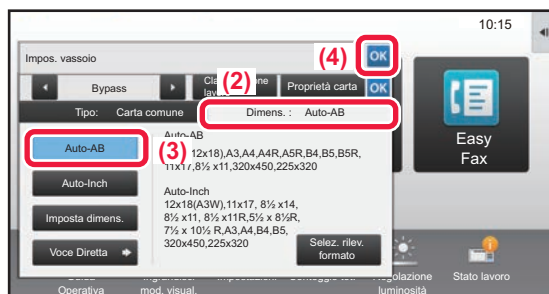 10:15
Impos. vassoio
(4)
OK
Bypass
(2)
Proprietà carta
OK
Tipo: Carta comune
Dimens. : Auto-AB
Auto-AB
(3)
Auto-AB
12x18),A3,A4,A4R,A5R,B4,B5,B5R,
11x17,8½ x11,320x450,225x320
Auto-Inch
Auto-Inch
12x18(A3W),11x17, 8½ x14,
8½ x11, 8½ x11R,5½ x 8½R,
7½ x 10½ R,A3,A4,B4,B5,
320x450,225x320
Imposta dimens.
Voce Diretta
Selez. rilev.
formato
Easy
Fax
Operativa
mod. visual.
luminosità
Stato lavoro